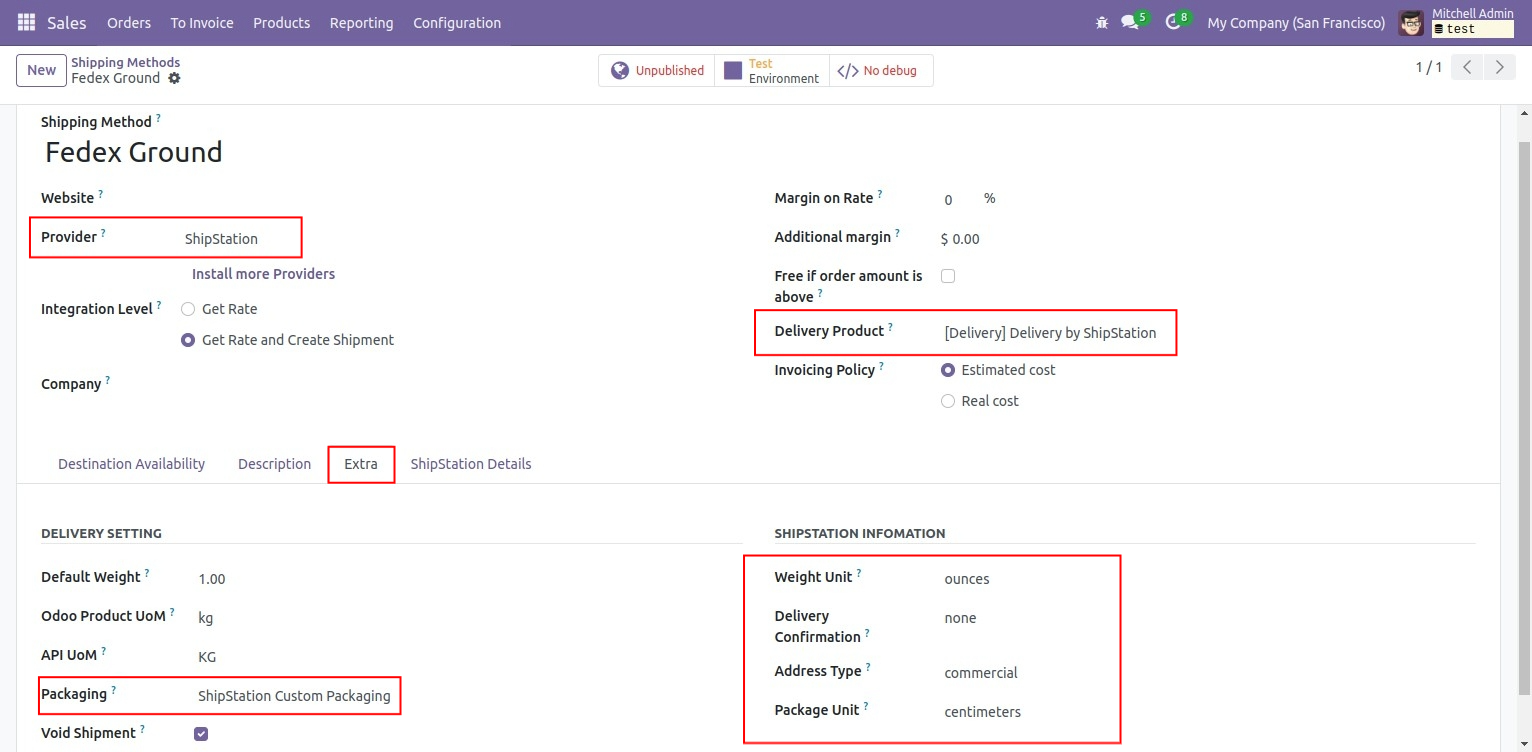 Sales Orders To Invoice Products Reporting Configuration 5 8 My Company (San Francisco) Mitchell Admin
test
New Shipping Methods
Fedex Ground
Unpublished Test
Environment No debug 1 / 1
Shipping Method ?
Fedex Ground
Website ?
Provider ? ShipStation
Install more Providers
Integration Level ? Get Rate
Get Rate and Create Shipment
Company ?
Margin on Rate ? 0 %
Additional margin ? $ 0.00
Free if order amount is
above ?
Delivery Product ? [Delivery] Delivery by ShipStation
Invoicing Policy ? Estimated cost
Real cost
Destination Availability Description Extra ShipStation Details
DELIVERY SETTING
Default Weight ? 1.00
Odoo Product UoM ? kg
API UoM ? KG
Packaging ? ShipStation Custom Packaging
Void Shipment ?
SHIPSTATION INFOMATION
Weight Unit ? ounces
Delivery none
Confirmation ?
Address Type ? commercial
Package Unit ? centimeters